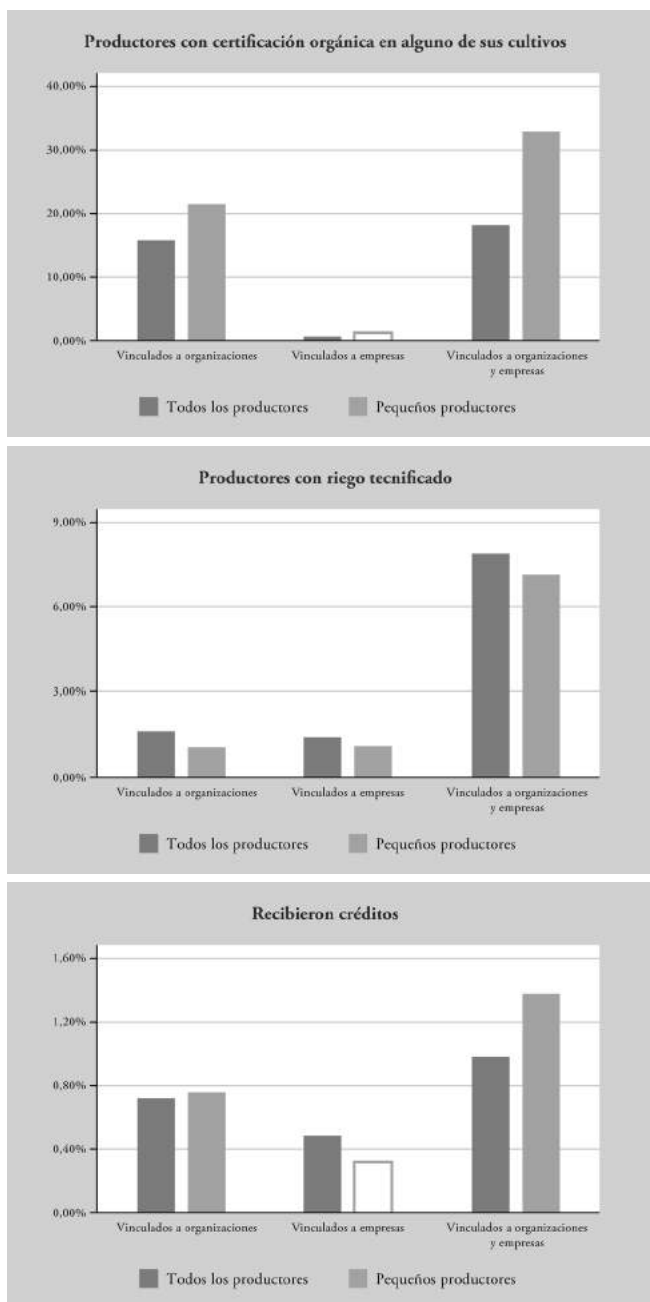 Productores con certificación orgánica en alguno de sus cultivos
40,00%
30,00%
20,00%
10,00%
0,00%
Vinculados a organizaciones
Vinculados a empresas
Vinculados a organizaciones
y empresas
Todos los productores
Pequeños productores
Productores con riego tecnificado
9,00%
6,00%
3,00%
0,00%
Vinculados a organizaciones
Vinculados a empresas
Vinculados a organizaciones
y empresas
Todos los productores
Pequeños productores
Recibieron créditos
1,60%
1,20%
0,80%
0,40%
0,00%
Vinculados a organizaciones
Vinculados a empresas
Vinculados a organizaciones
y empresas
Todos los productores
Pequeños productores